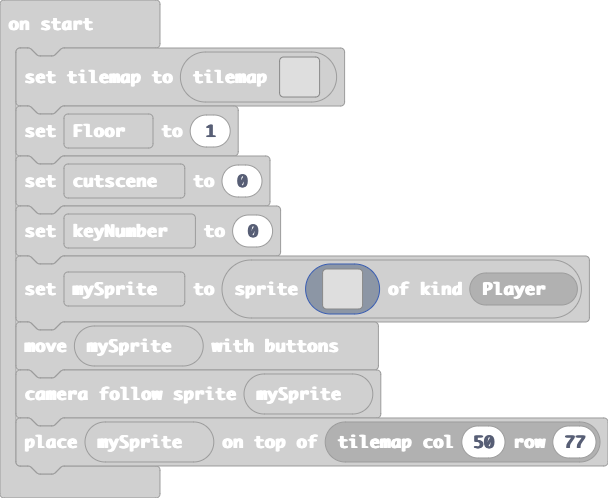 on start
set tilemap to tilemap
set Floor to 1
set cutscene to 0
set keyNumber to 0
set mySprite to sprite of kind Player
move mySprite with buttons
camera follow sprite mySprite
place mySprite on top of tilemap col 50 row 77